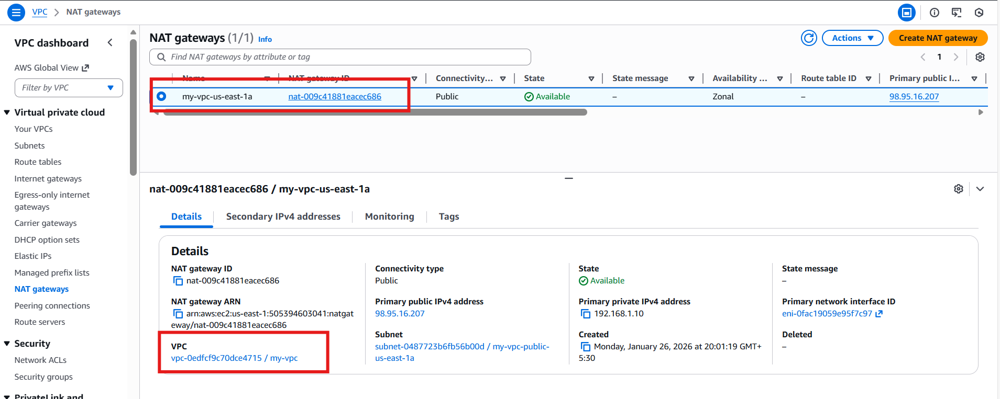 VPC > NAT gateways
VPC dashboard
AWS Global View
Filter by VPC
Virtual private cloud
Your VPCs
Subnets
Route tables
Internet gateways
Egress-only internet
gateways
Carrier gateways
DHCP option sets
Elastic IPs
Managed prefix lists
NAT gateways
Peering connections
Route servers
Security
Network ACLs
Security groups
PrivateLink and
NAT gateways (1/1) Info
Actions
Create NAT gateway
Find NAT gateways by attribute or tag
1
Name NAT gateway ID Connectivity... State State message Availability ... Route table ID Primary public I...
my-vpc-us-east-1a nat-009c41881eacec686 Public Available – Zonal – 98.95.16.207
nat-009c41881eacec686 / my-vpc-us-east-1a
Details Secondary IPv4 addresses Monitoring Tags
Details
NAT gateway ID
nat-009c41881eacec686
NAT gateway ARN
arn:aws:ec2:us-east-1:505394603041:natgat
eway/nat-009c41881eacec686
VPC
vpc-0edfcf9c70dce4715 / my-vpc
Connectivity type
Public
Primary public IPv4 address
98.95.16.207
Subnet
subnet-0487723b6fb56b00d / my-vpc-public-
us-east-1a
State
Available
Primary private IPv4 address
192.168.1.10
Created
Monday, January 26, 2026 at 20:01:19 GMT+
5:30
State message
–
Primary network interface ID
eni-0fac19059e95f7c97
Deleted
–